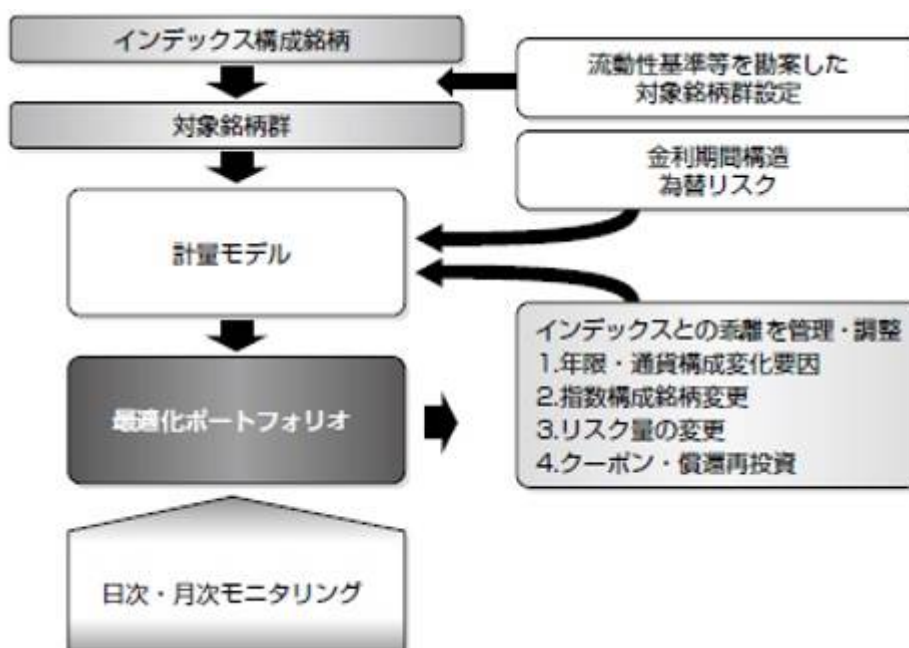 インデックス構成銘柄
流動性基準等を勘案した
対象銘柄群設定
対象銘柄群
金利期間構造
為替リスク
計量モデル
インデックスとの乖離を管理・調整
1.年限・通貨構成変化要因
2.指数構成銘柄変更
3.リスク量の変更
4.クーポン・償還再投資
最適化ポートフォリオ
日次・月次モニタリング